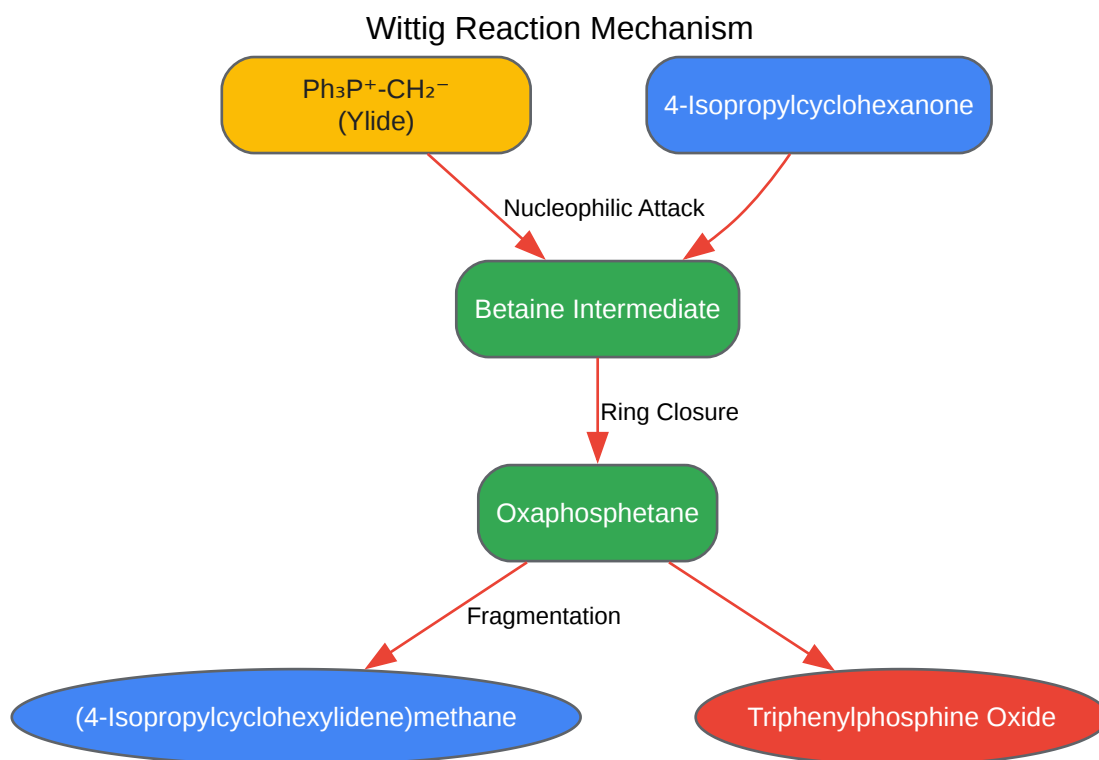 Wittig Reaction Mechanism
Ph₃P⁺-CH₂⁻
(Ylide)
4-Isopropylcyclohexanone
Nucleophilic Attack
Betaine Intermediate
Ring Closure
Oxaphosphetane
Fragmentation
(4-Isopropylcyclohexylidene)methane
Triphenylphosphine Oxide